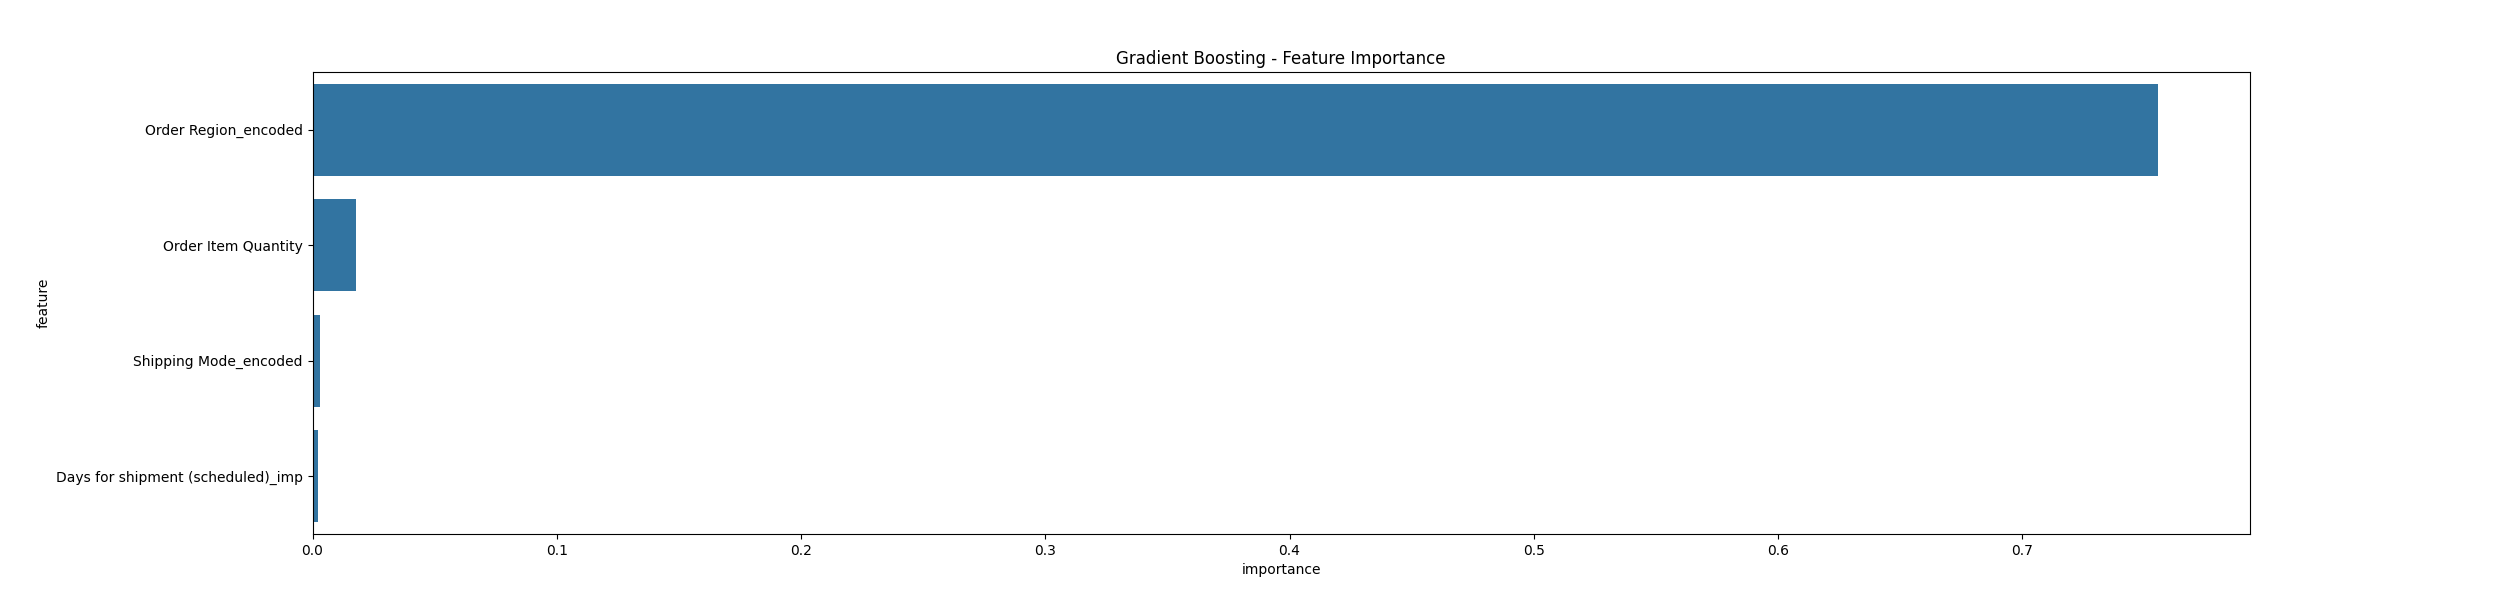 Gradient Boosting - Feature Importance
Order Region_encoded
Order Item Quantity
Shipping Mode_encoded
Days for shipment (scheduled)_imp
feature
0.0 0.1 0.2 0.3 0.4 0.5 0.6 0.7
importance